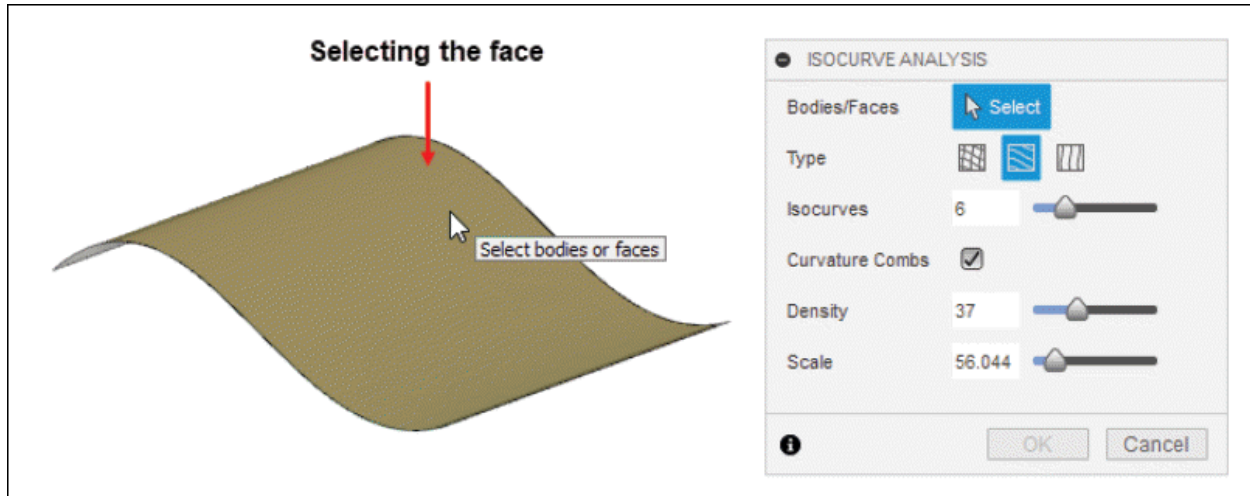 Selecting the face
Select bodies or faces
ISOCURVE ANALYSIS
Bodies/Faces Select
Type
Isocurves 6
Curvature Combs
Density 37
Scale 56.044
OK Cancel